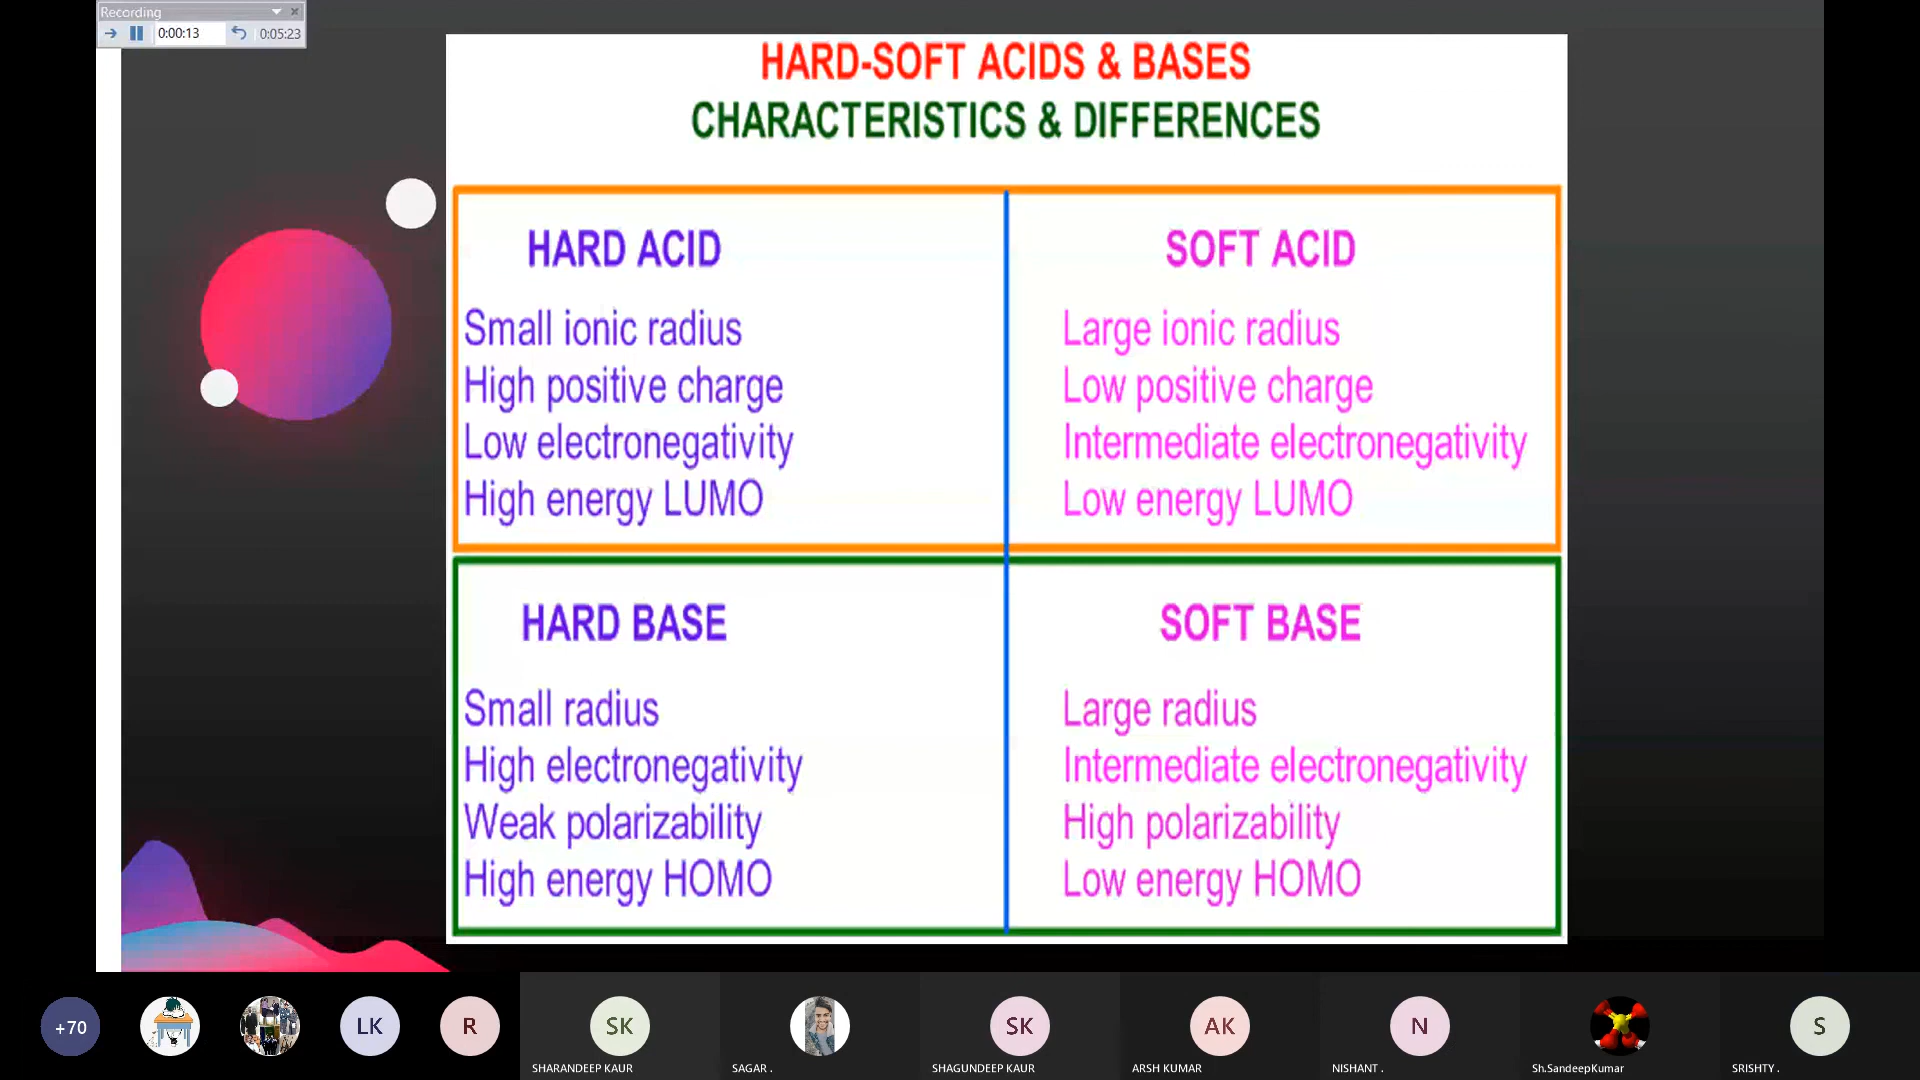 Recording
0:00:13
0:05:23
HARD-SOFT ACIDS & BASES
CHARACTERISTICS & DIFFERENCES
HARD ACID
Small ionic radius
High positive charge
Low electronegativity
High energy LUMO
SOFT ACID
Large ionic radius
Low positive charge
Intermediate electronegativity
Low energy LUMO
HARD BASE
Small radius
High electronegativity
Weak polarizability
High energy HOMO
SOFT BASE
Large radius
Intermediate electronegativity
High polarizability
Low energy HOMO
+70
LK
R
SK
SHARANDEEP KAUR
SAGAR .
SK
SHAGUNDEEP KAUR
AK
ARSH KUMAR
N
NISHANT .
Sh.SandeepKumar
S
SRISHTY .